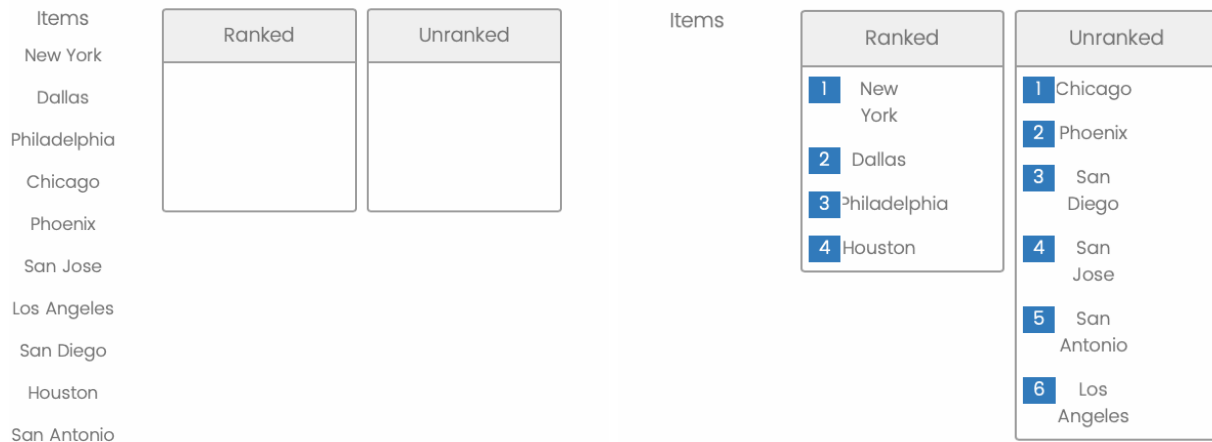 Items
New York
Dallas
Philadelphia
Chicago
Phoenix
San Jose
Los Angeles
San Diego
Houston
San Antonio
Ranked
Unranked
Items
Ranked
1 New
York
2 Dallas
3 Philadelphia
4 Houston
Unranked
1 Chicago
2 Phoenix
3 San
Diego
4 San
Jose
5 San
Antonio
6 Los
Angeles